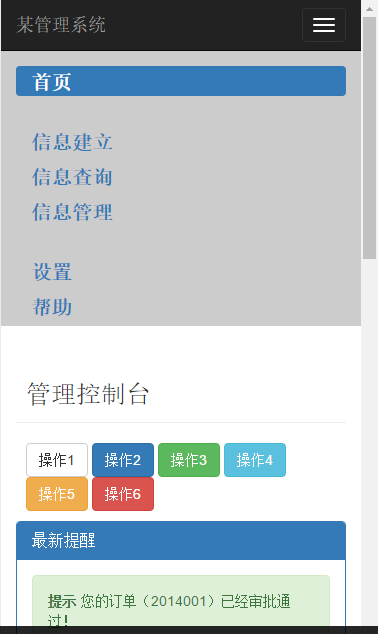 某管理系统
首页
信息建立
信息查询
信息管理
设置
帮助
管理控制台
操作1 操作2 操作3 操作4
操作5 操作6
最新提醒
提示 您的订单（2014001）已经审批通
过！